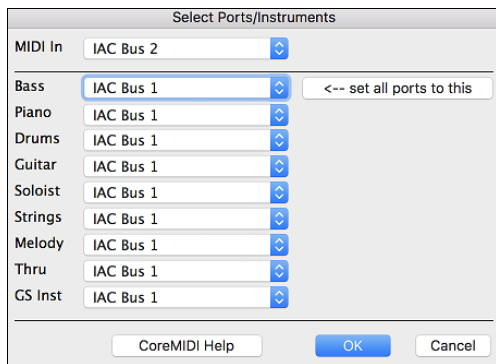 Select Ports/Instruments
MIDI In IAC Bus 2
Bass IAC Bus 1 <-- set all ports to this
Piano IAC Bus 1
Drums IAC Bus 1
Guitar IAC Bus 1
Soloist IAC Bus 1
Strings IAC Bus 1
Melody IAC Bus 1
Thru IAC Bus 1
GS Inst IAC Bus 1
CoreMIDI Help OK Cancel